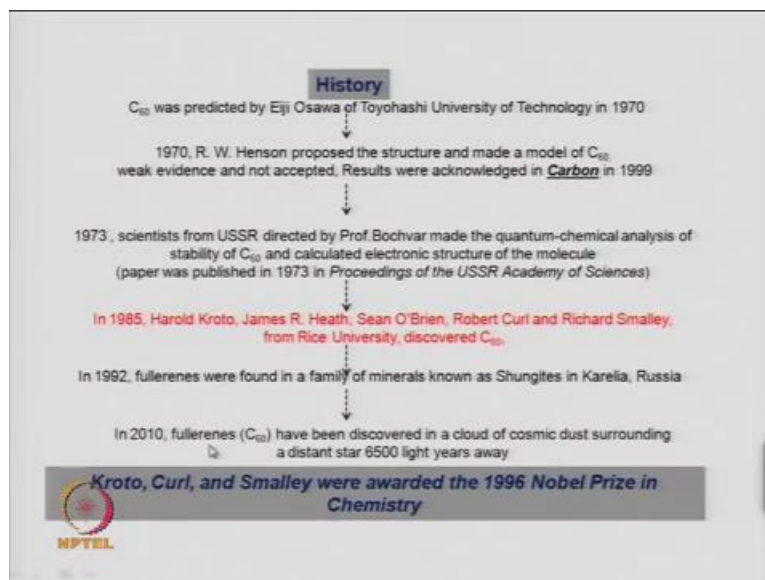 History
C₆₀ was predicted by Eiji Osawa of Toyohashi University of Technology in 1970
1970, R. W. Henson proposed the structure and made a model of C₆₀
weak evidence and not accepted, Results were acknowledged in Carbon in 1999
1973 , scientists from USSR directed by Prof.Bochvar made the quantum-chemical analysis of
stability of C₆₀ and calculated electronic structure of the molecule
(paper was published in 1973 in Proceedings of the USSR Academy of Sciences)
In 1985, Harold Kroto, James R. Heath, Sean O'Brien, Robert Curl and Richard Smalley,
from Rice University, discovered C₆₀.
In 1992, fullerenes were found in a family of minerals known as Shungites in Karelia, Russia
In 2010, fullerenes (C₆₀) have been discovered in a cloud of cosmic dust surrounding
a distant star 6500 light years away
Kroto, Curl, and Smalley were awarded the 1996 Nobel Prize in
Chemistry
NPTEL